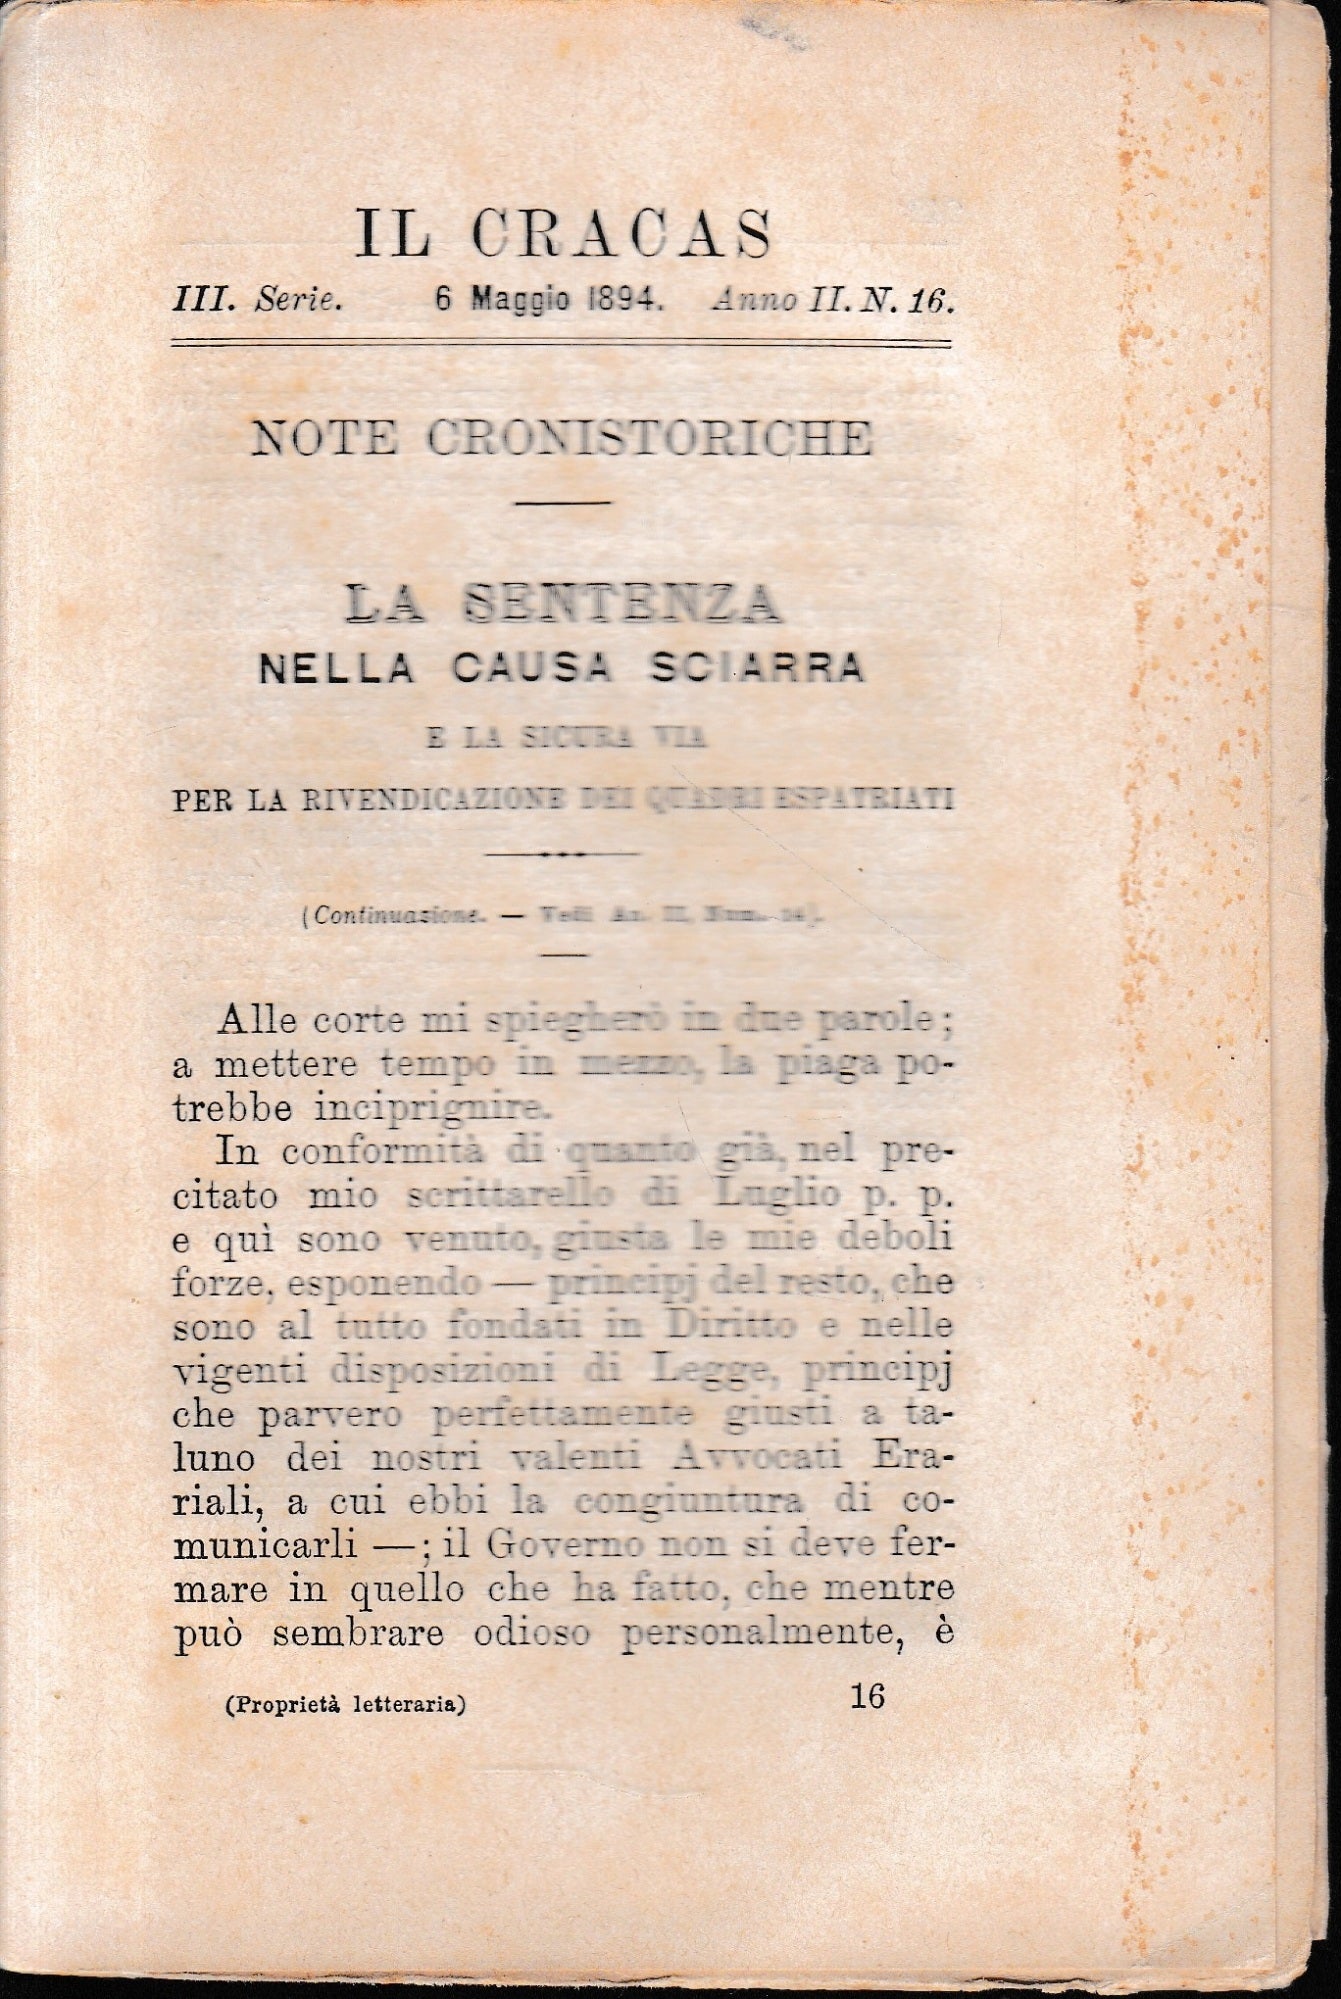 IL CRACAS
III. Serie. 6 Maggio 1894. Anno II. N. 16.
NOTE CRONISTORICHE
LA SENTENZA
NELLA CAUSA SCIARRA
E LA SICURA VIA
PER LA RIVENDICAZIONE DEI QUADRI ESPATRIATI
(Continuazione. — Vedi An. II, Num. 14).
Alle corte mi spiegherò in due parole;
a mettere tempo in mezzo, la piaga po-
trebbe inciprignire.
In conformità di quanto già, nel pre-
citato mio scrittarello di Luglio p. p.
e quì sono venuto, giusta le mie deboli
forze, esponendo — principj del resto, che
sono al tutto fondati in Diritto e nelle
vigenti disposizioni di Legge, principj
che parvero perfettamente giusti a ta-
luno dei nostri valenti Avvocati Era-
riali, a cui ebbi la congiuntura di co-
municarli —; il Governo non si deve fer-
mare in quello che ha fatto, che mentre
può sembrare odioso personalmente, è
(Proprietà letteraria) 16